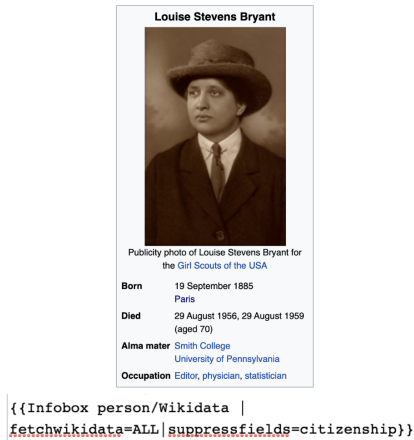 Louise Stevens Bryant
Publicity photo of Louise Stevens Bryant for
the Girl Scouts of the USA
Born 19 September 1885
Paris
Died 29 August 1956, 29 August 1959
(aged 70)
Alma mater Smith College
University of Pennsylvania
Occupation Editor, physician, statistician
{{Infobox person/Wikidata |
fetchwikidata=ALL|suppressfields=citizenship}}